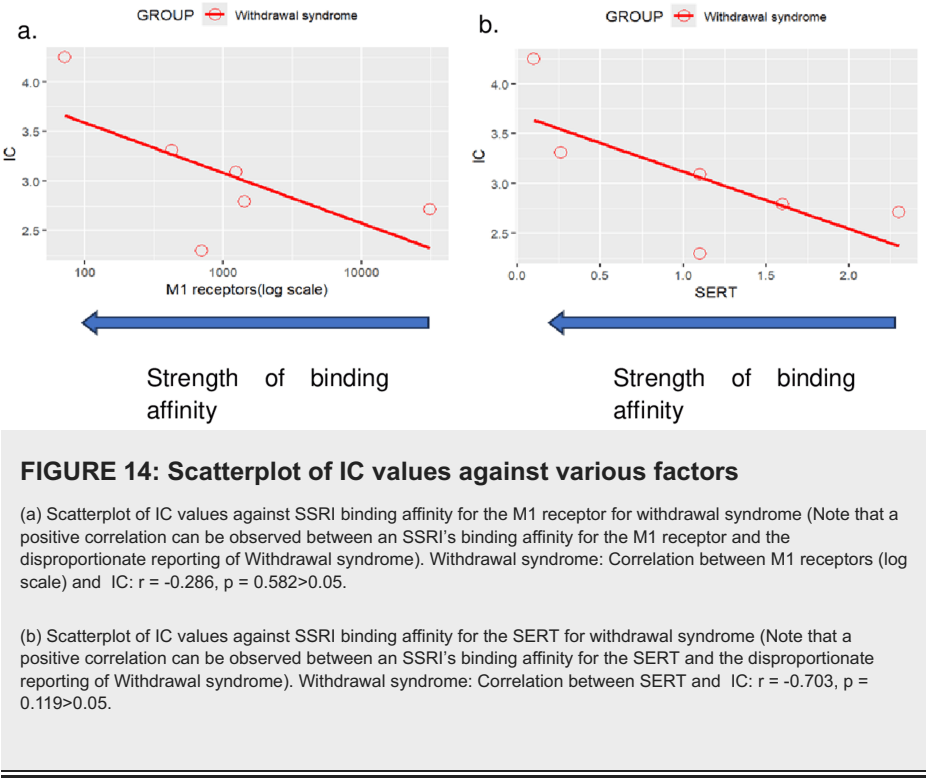 a.
GROUP Withdrawal syndrome
IC
4.0
3.5
3.0
2.5
100 1000 10000
M1 receptors(log scale)
Strength of binding
affinity
b.
GROUP Withdrawal syndrome
IC
4.0
3.5
3.0
2.5
0.0 0.5 1.0 1.5 2.0
SERT
Strength of binding
affinity
FIGURE 14: Scatterplot of IC values against various factors
(a) Scatterplot of IC values against SSRI binding affinity for the M1 receptor for withdrawal syndrome (Note that a
positive correlation can be observed between an SSRI's binding affinity for the M1 receptor and the
disproportionate reporting of Withdrawal syndrome). Withdrawal syndrome: Correlation between M1 receptors (log
scale) and IC: r = -0.286, p = 0.582>0.05.
(b) Scatterplot of IC values against SSRI binding affinity for the SERT for withdrawal syndrome (Note that a
positive correlation can be observed between an SSRI's binding affinity for the SERT and the disproportionate
reporting of Withdrawal syndrome). Withdrawal syndrome: Correlation between SERT and IC: r = -0.703, p =
0.119>0.05.